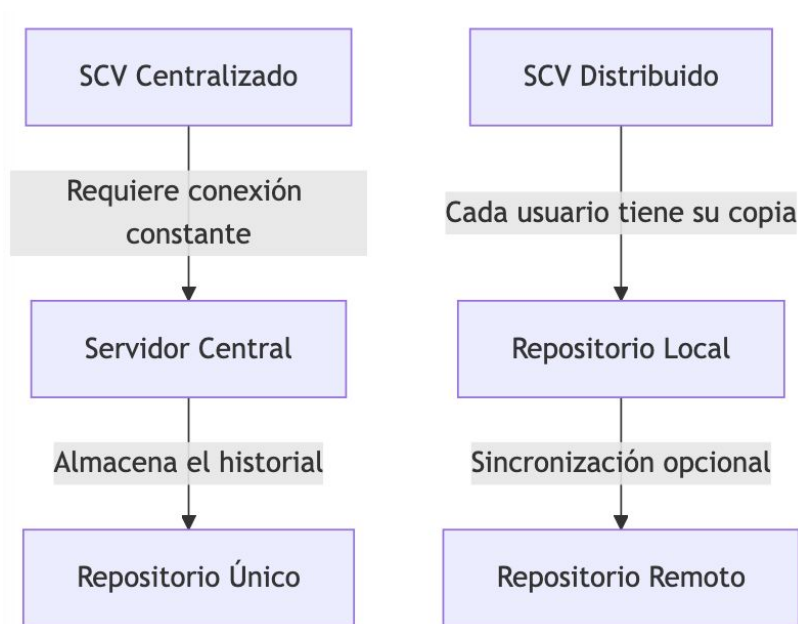 SCV Centralizado
SCV Distribuido
Requiere conexión
constante
Cada usuario tiene su copia
Servidor Central
Repositorio Local
Almacena el historial
Sincronización opcional
Repositorio Único
Repositorio Remoto